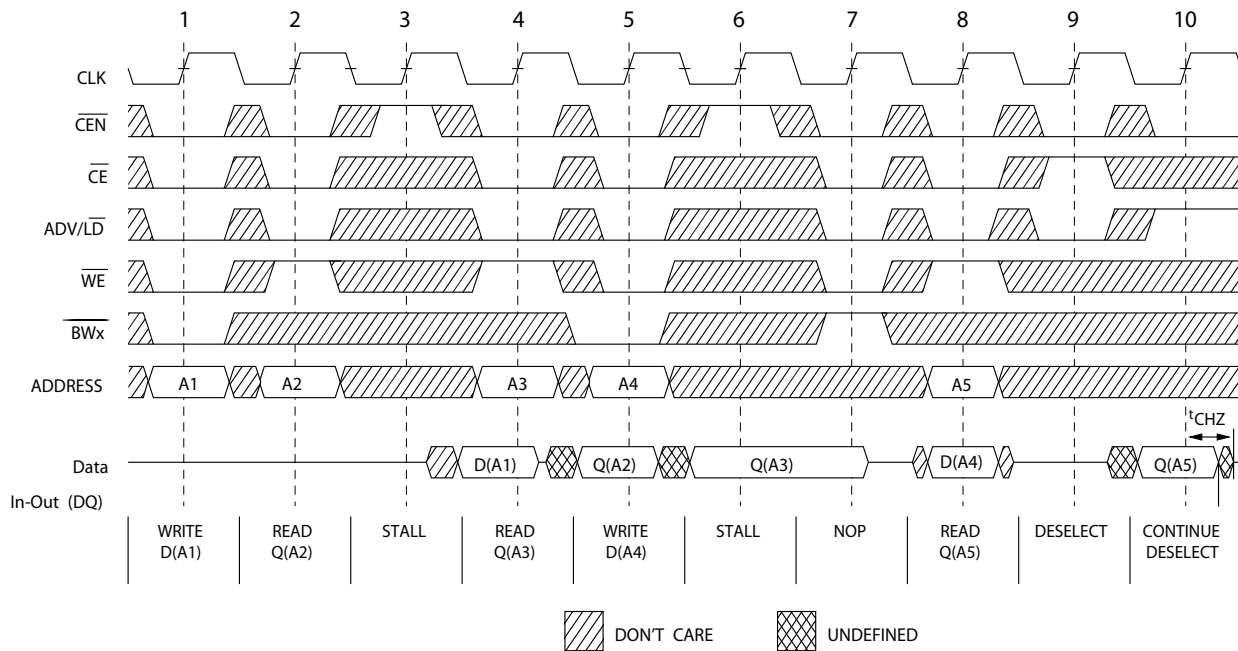 1 2 3 4 5 6 7 8 9 10
CLK
CEN
CE
ADV/LD
WE
BWx
ADDRESS A1 A2 A3 A4 A5
tCHZ
Data D(A1) Q(A2) Q(A3) D(A4) Q(A5)
In-Out (DQ)
WRITE READ STALL READ WRITE STALL NOP READ DESELECT CONTINUE
D(A1) Q(A2) Q(A3) D(A4) Q(A5) DESELECT
DON'T CARE UNDEFINED